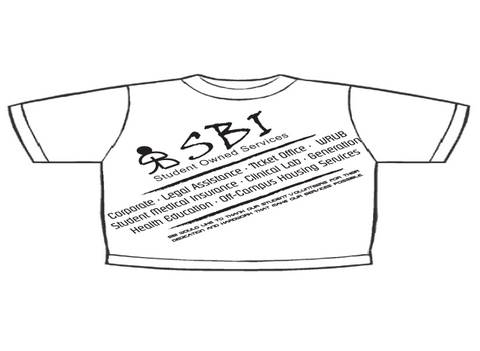 SBI
Student Owned Services
Corporate · Legal Assistance · Ticket Office · WRUB
Student Medical Insurance · Clinical Lab · Generation
Health Education · Off-Campus Housing Services
SBI WOULD LIKE TO THANK OUR STUDENT VOLUNTEERS FOR THEIR
DEDICATION AND HARDWORK THAT MAKE OUR SERVICES POSSIBLE.